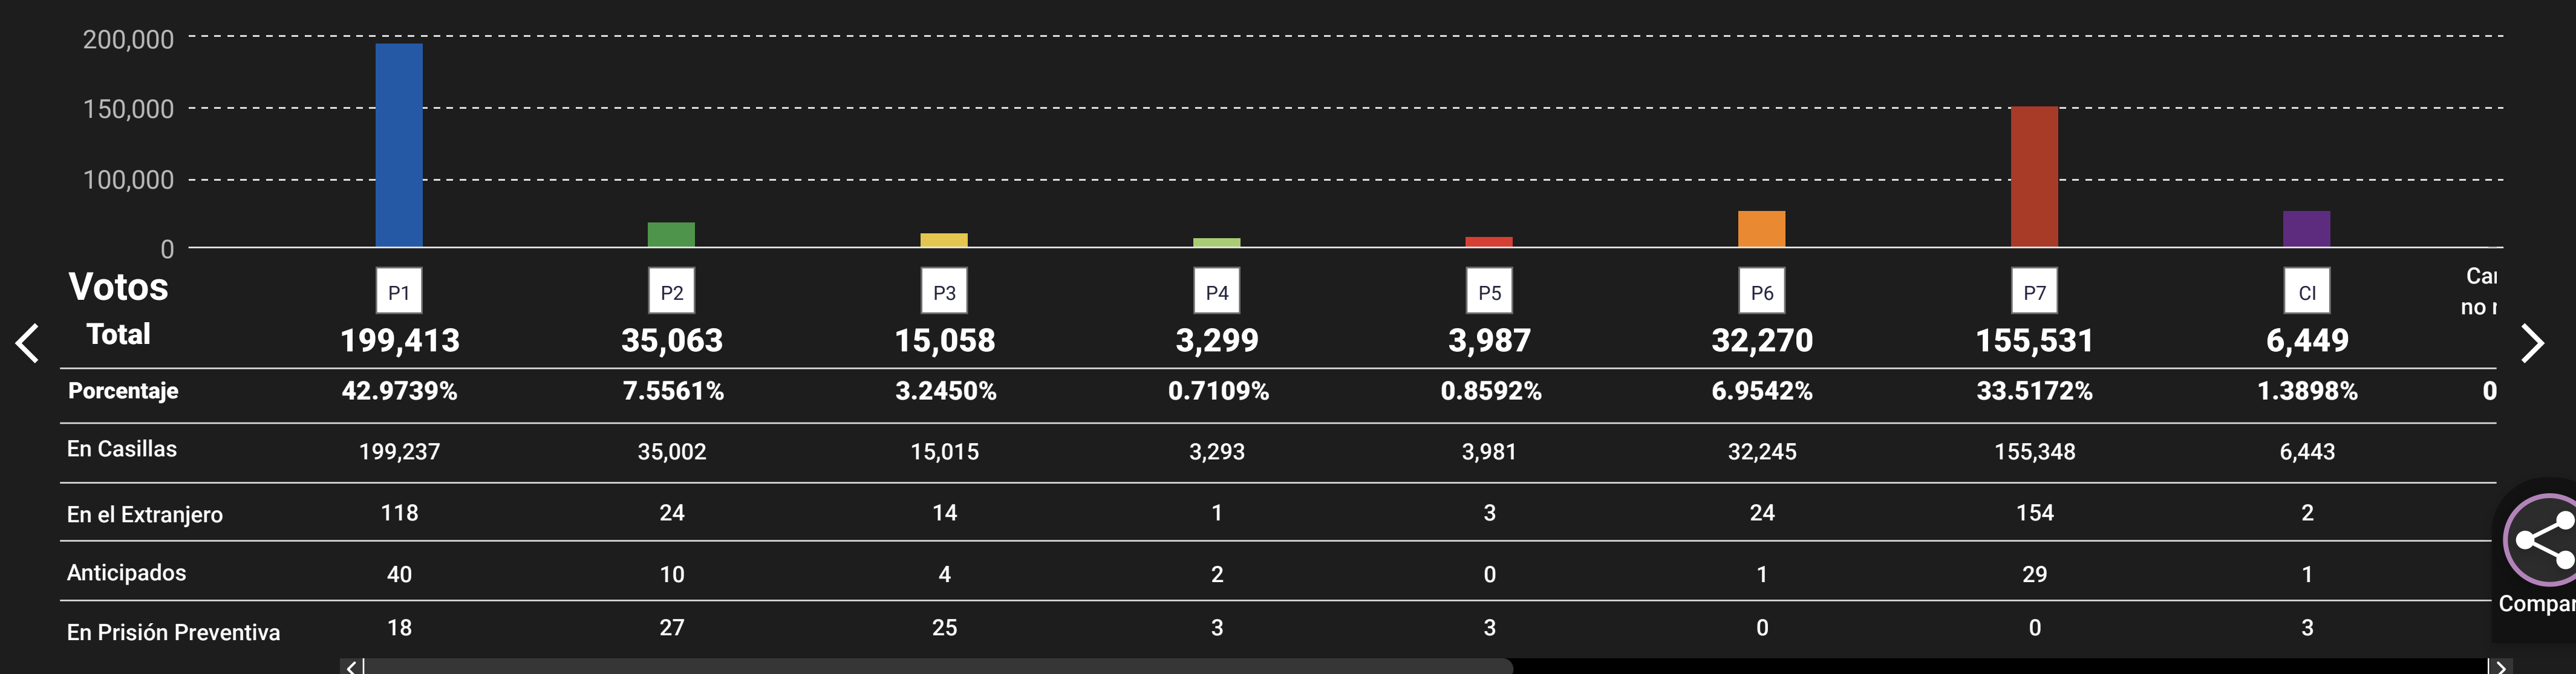 200,000
150,000
100,000
0
Votos P1 P2 P3 P4 P5 P6 P7 CI
Total 199,413 35,063 15,058 3,299 3,987 32,270 155,531 6,449
Porcentaje 42.9739% 7.5561% 3.2450% 0.7109% 0.8592% 6.9542% 33.5172% 1.3898% 0
En Casillas 199,237 35,002 15,015 3,293 3,981 32,245 155,348 6,443
En el Extranjero 118 24 14 1 3 24 154 2
Anticipados 40 10 4 2 0 1 29 1
En Prisión Preventiva 18 27 25 3 3 0 0 3